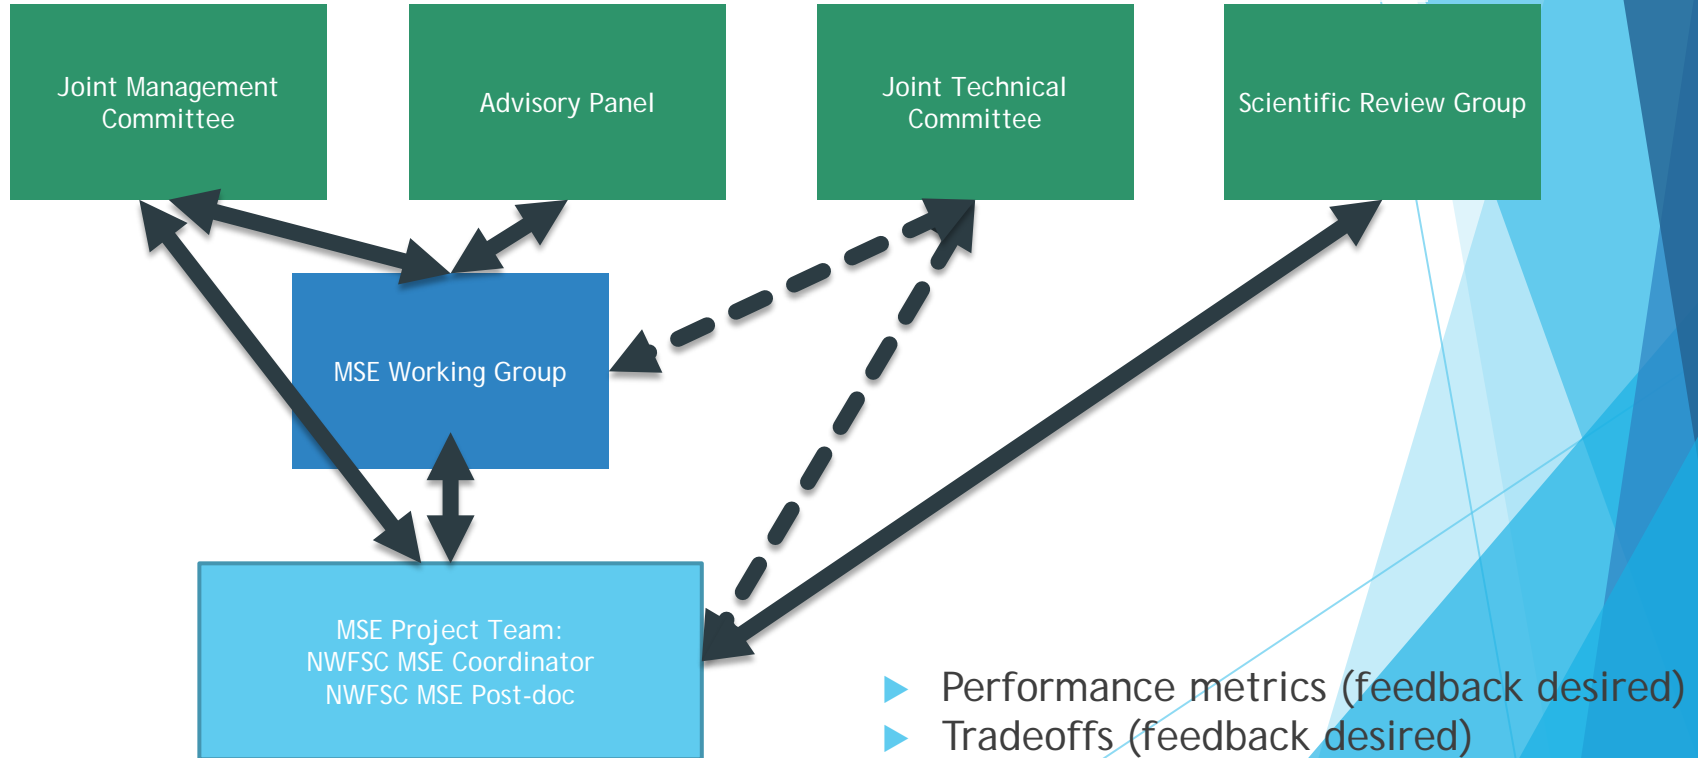 Joint Management
Committee
Advisory Panel
Joint Technical
Committee
Scientific Review Group
MSE Working Group
MSE Project Team:
NWFSC MSE Coordinator
NWFSC MSE Post-doc
Performance metrics (feedback desired)
Tradeoffs (feedback desired)